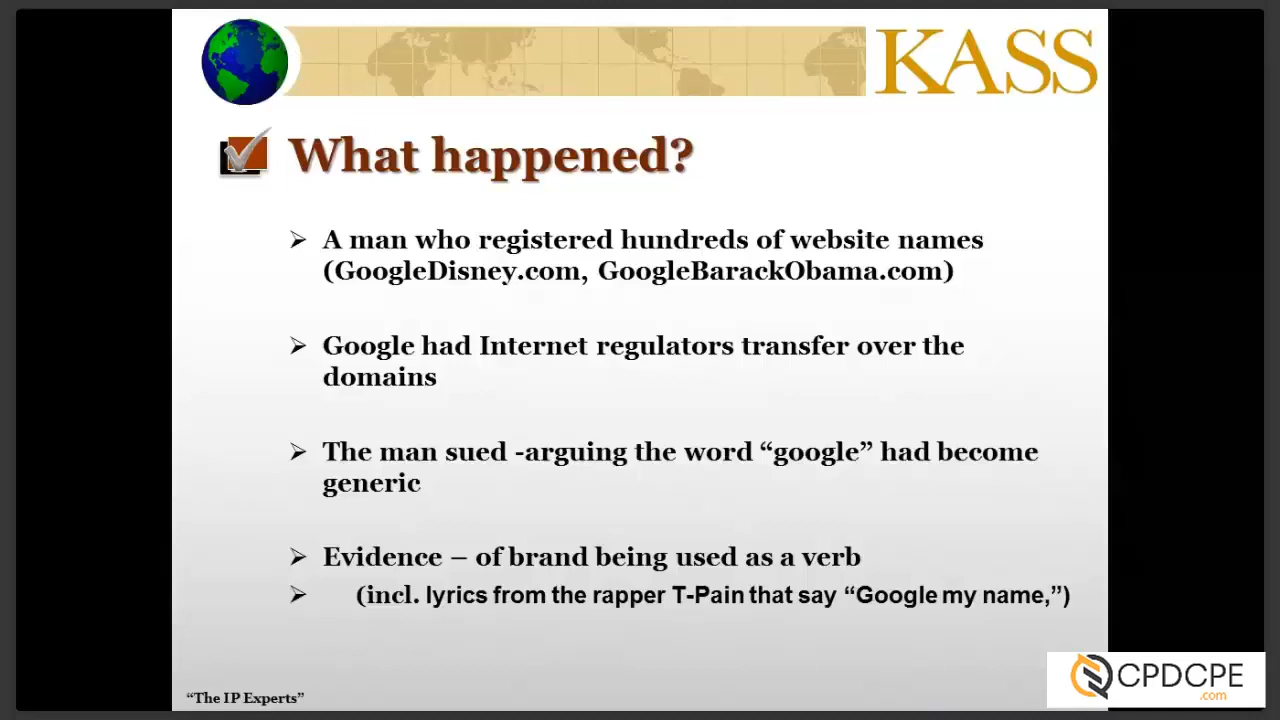 KASS
What happened?
➢ A man who registered hundreds of website names
(GoogleDisney.com, GoogleBarackObama.com)
➢ Google had Internet regulators transfer over the
domains
➢ The man sued -arguing the word “google” had become
generic
➢ Evidence – of brand being used as a verb
➢ (incl. lyrics from the rapper T-Pain that say “Google my name,”)
“The IP Experts”
CPDCPE
.com